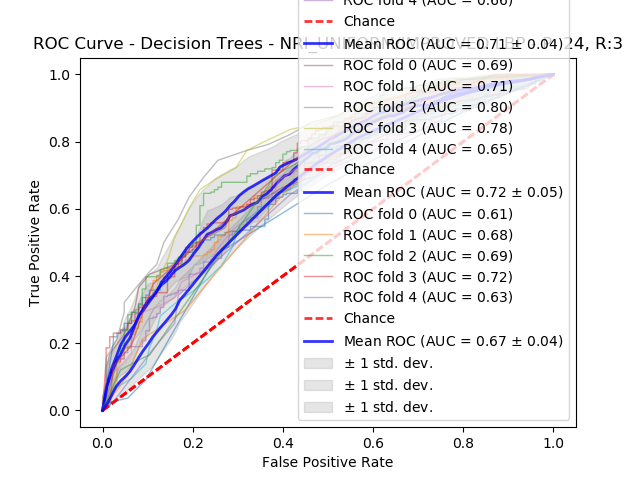 ROC fold 4 (AUC = 0.66)
Chance
ROC Curve - Decision Trees - 24, R:3
Mean ROC (AUC = 0.71 ± 0.04)
ROC fold 0 (AUC = 0.69)
ROC fold 1 (AUC = 0.71)
ROC fold 2 (AUC = 0.80)
ROC fold 3 (AUC = 0.78)
ROC fold 4 (AUC = 0.65)
Chance
Mean ROC (AUC = 0.72 ± 0.05)
ROC fold 0 (AUC = 0.61)
ROC fold 1 (AUC = 0.68)
ROC fold 2 (AUC = 0.69)
ROC fold 3 (AUC = 0.72)
ROC fold 4 (AUC = 0.63)
Chance
Mean ROC (AUC = 0.67 ± 0.04)
± 1 std. dev.
± 1 std. dev.
± 1 std. dev.
True Positive Rate
1.0
0.8
0.6
0.4
0.2
0.0
0.0 0.2 0.4 0.6 0.8 1.0
False Positive Rate